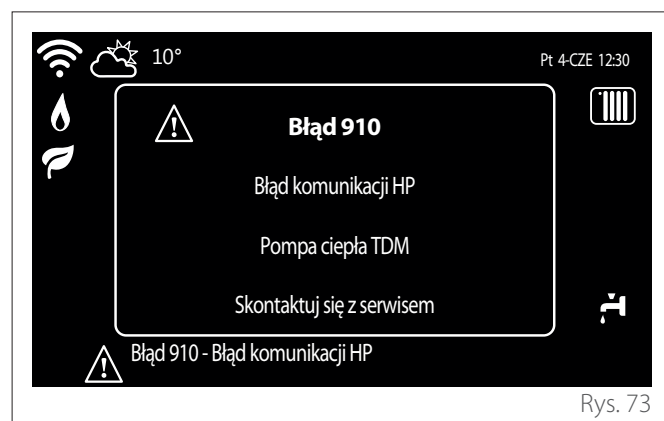 10°
Pt 4-CZE 12:30
Błąd 910
Błąd komunikacji HP
Pompa ciepła TDM
Skontaktuj się z serwisem
Błąd 910 - Błąd komunikacji HP
Rys. 73